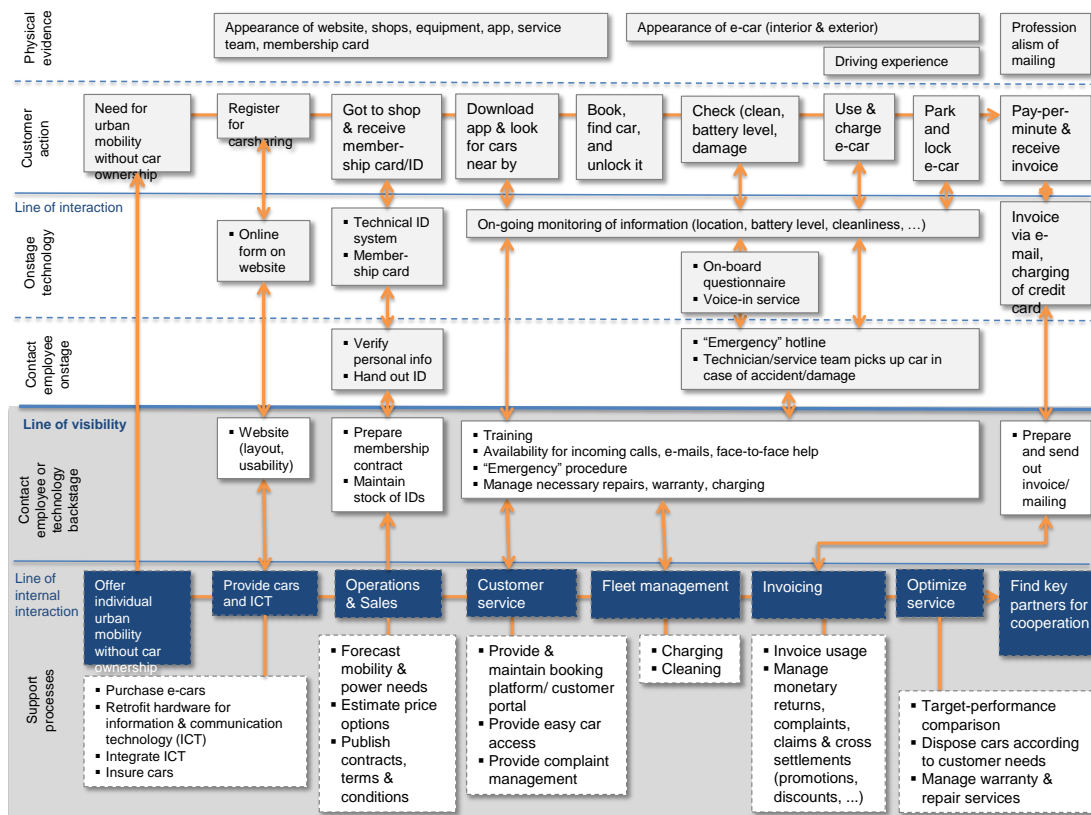 Physical
evidence
Appearance of website, shops, equipment, app, service
team, membership card
Appearance of e-car (interior & exterior)
Driving experience
Profession
alism of
mailing
Customer
action
Need for
urban
mobility
without car
ownership
Register
for
carsharing
Got to shop
& receive
member-
ship card/ID
Download
app & look
for cars
near by
Book,
find car,
and
unlock it
Check (clean,
battery level,
damage
Use &
charge
e-car
Park
and
lock
e-car
Pay-per-
minute &
receive
invoice
Line of interaction
Onstage
technology
▪ Online
form on
website
▪ Technical ID
system
▪ Member-
ship card
On-going monitoring of information (location, battery level, cleanliness, …)
▪ On-board
questionnaire
▪ Voice-in service
Invoice
via e-
mail,
charging
of credit
card
Contact
employee
onstage
▪ Verify
personal info
▪ Hand out ID
▪ “Emergency” hotline
▪ Technician/service team picks up car in
case of accident/damage
Line of visibility
Contact
employee or
technology
backstage
▪ Website
(layout,
usability)
▪ Prepare
membership
contract
▪ Maintain
stock of IDs
▪ Training
▪ Availability for incoming calls, e-mails, face-to-face help
▪ “Emergency” procedure
▪ Manage necessary repairs, warranty, charging
▪ Prepare
and send
out
invoice/
mailing
Line of
internal
interaction
Offer
individual
urban
mobility
without car
ownership
Provide cars
and ICT
Operations
& Sales
Customer
service
Fleet management
Invoicing
Optimize
service
Find key
partners for
cooperation
Support
processes
▪ Purchase e-cars
▪ Retrofit hardware for
information & communication
technology (ICT)
▪ Integrate ICT
▪ Insure cars
▪ Forecast
mobility &
power needs
▪ Estimate price
options
▪ Publish
contracts,
terms &
conditions
▪ Provide &
maintain booking
platform/ customer
portal
▪ Provide easy car
access
▪ Provide complaint
management
▪ Charging
▪ Cleaning
▪ Invoice usage
▪ Manage
monetary
returns,
complaints,
claims & cross
settlements
(promotions,
discounts, ...)
▪ Target-performance
comparison
▪ Dispose cars according
to customer needs
▪ Manage warranty &
repair services